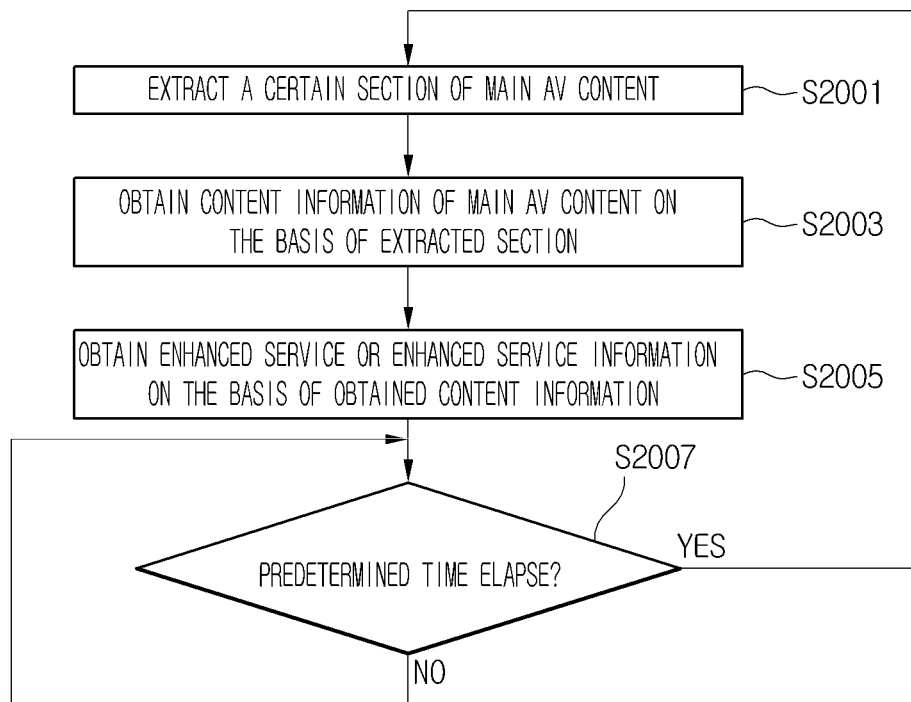 EXTRACT A CERTAIN SECTION OF MAIN AV CONTENT
S2001
OBTAIN CONTENT INFORMATION OF MAIN AV CONTENT ON
THE BASIS OF EXTRACTED SECTION
S2003
OBTAIN ENHANCED SERVICE OR ENHANCED SERVICE INFORMATION
ON THE BASIS OF OBTAINED CONTENT INFORMATION
S2005
S2007
PREDETERMINED TIME ELAPSE?
YES
NO